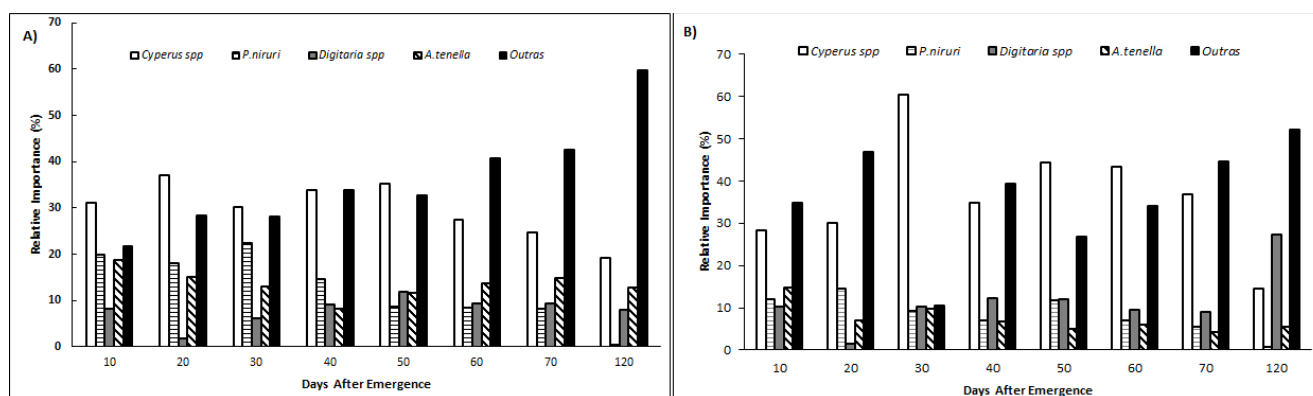 A)
Cyperus spp P.niruri Digitaria spp A.tenella Outras
70
60
50
40
30
20
10
0
Relative Importance (%)
10 20 30 40 50 60 70 120
Days After Emergence
B)
Cyperus spp P.niruri Digitaria spp A.tenella Outras
70
60
50
40
30
20
10
0
Relative Importance (%)
10 20 30 40 50 60 70 120
Days After Emergence